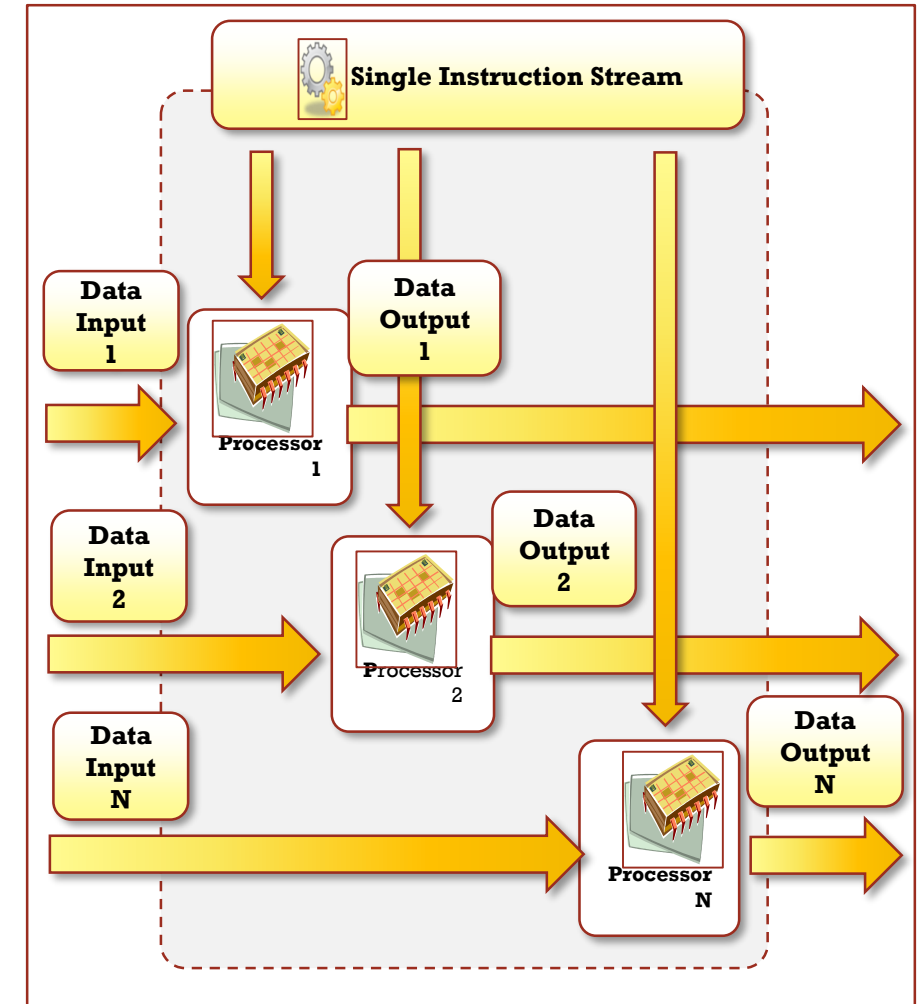 Single Instruction Stream
Data
Input
1
Data
Output
1
Processor
1
Data
Input
2
Data
Output
2
Processor
2
Data
Input
N
Data
Output
N
Processor
N